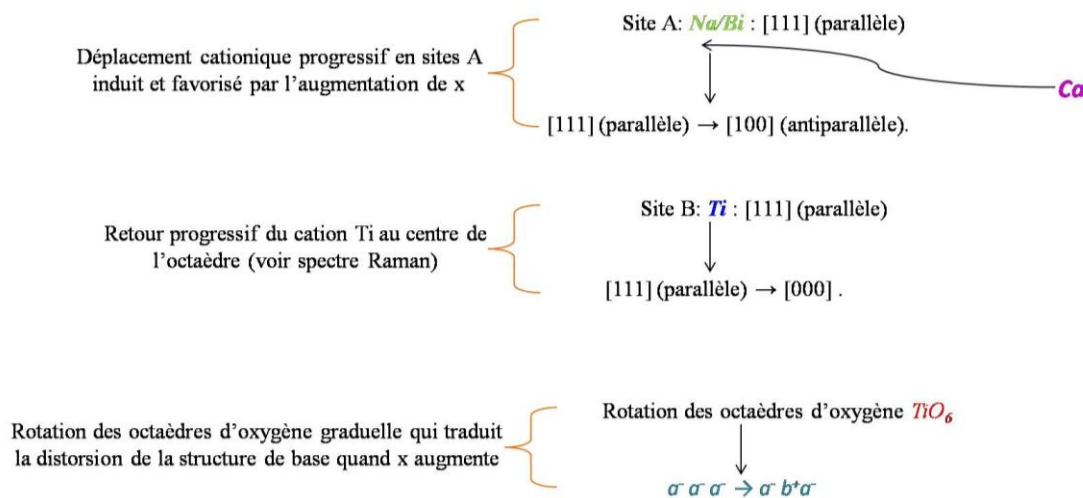 Site A: Na/Bi : [111] (parallèle)
Déplacement cationique progressif en sites A
induit et favorisé par l'augmentation de x
Ca
[111] (parallèle) → [100] (antiparallèle).
Site B: Ti : [111] (parallèle)
Retour progressif du cation Ti au centre de
l'octaèdre (voir spectre Raman)
[111] (parallèle) → [000] .
Rotation des octaèdres d'oxygène TiO₆
Rotation des octaèdres d'oxygène graduelle qui traduit
la distorsion de la structure de base quand x augmente
a⁻ a⁻ a⁻ → a⁻ b⁺a⁻